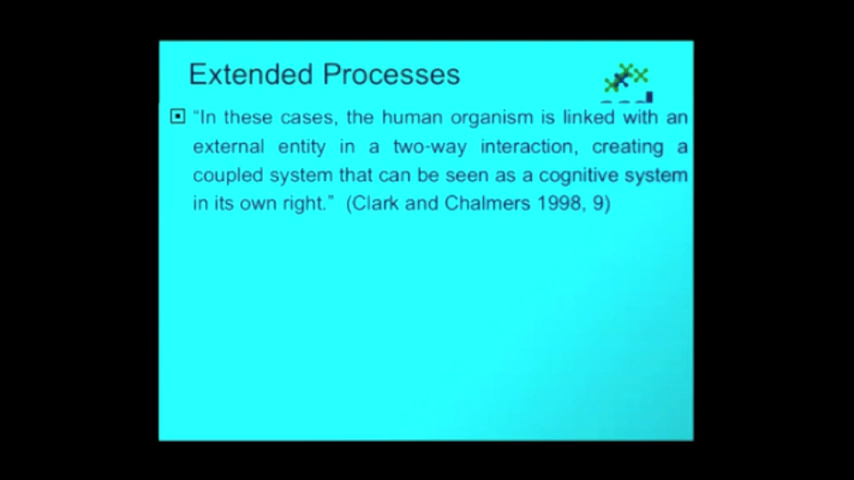 Extended Processes
“In these cases, the human organism is linked with an
external entity in a two-way interaction, creating a
coupled system that can be seen as a cognitive system
in its own right.” (Clark and Chalmers 1998, 9)